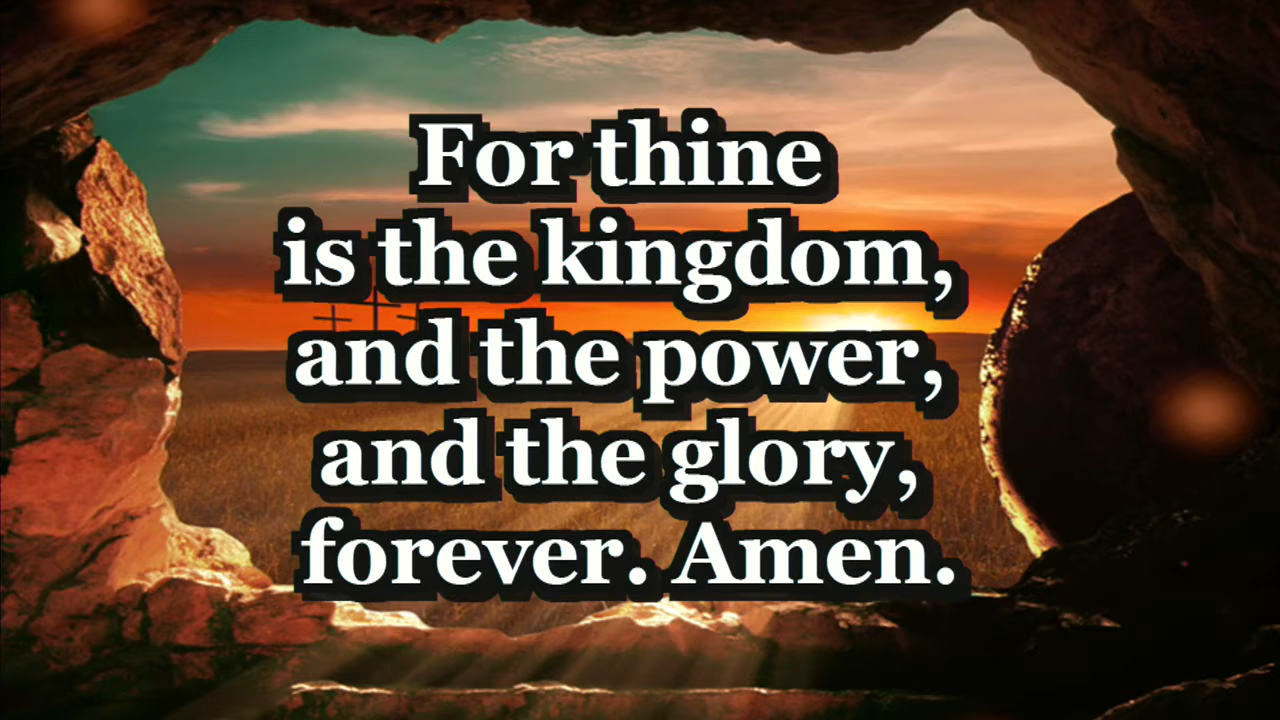 For thine
is the kingdom,
and the power,
and the glory,
forever. Amen.